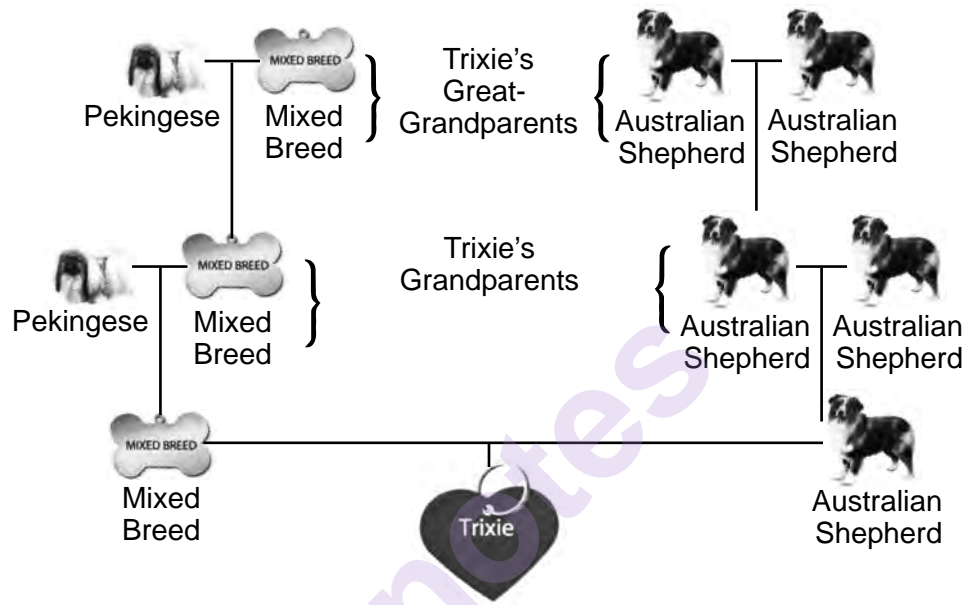 MIXED BREED
Pekingese
Mixed
Breed
Trixie's
Great-
Grandparents
Australian
Shepherd
Australian
Shepherd
MIXED BREED
Pekingese
Mixed
Breed
Trixie's
Grandparents
Australian
Shepherd
Australian
Shepherd
MIXED BREED
Mixed
Breed
Trixie
Australian
Shepherd
notes